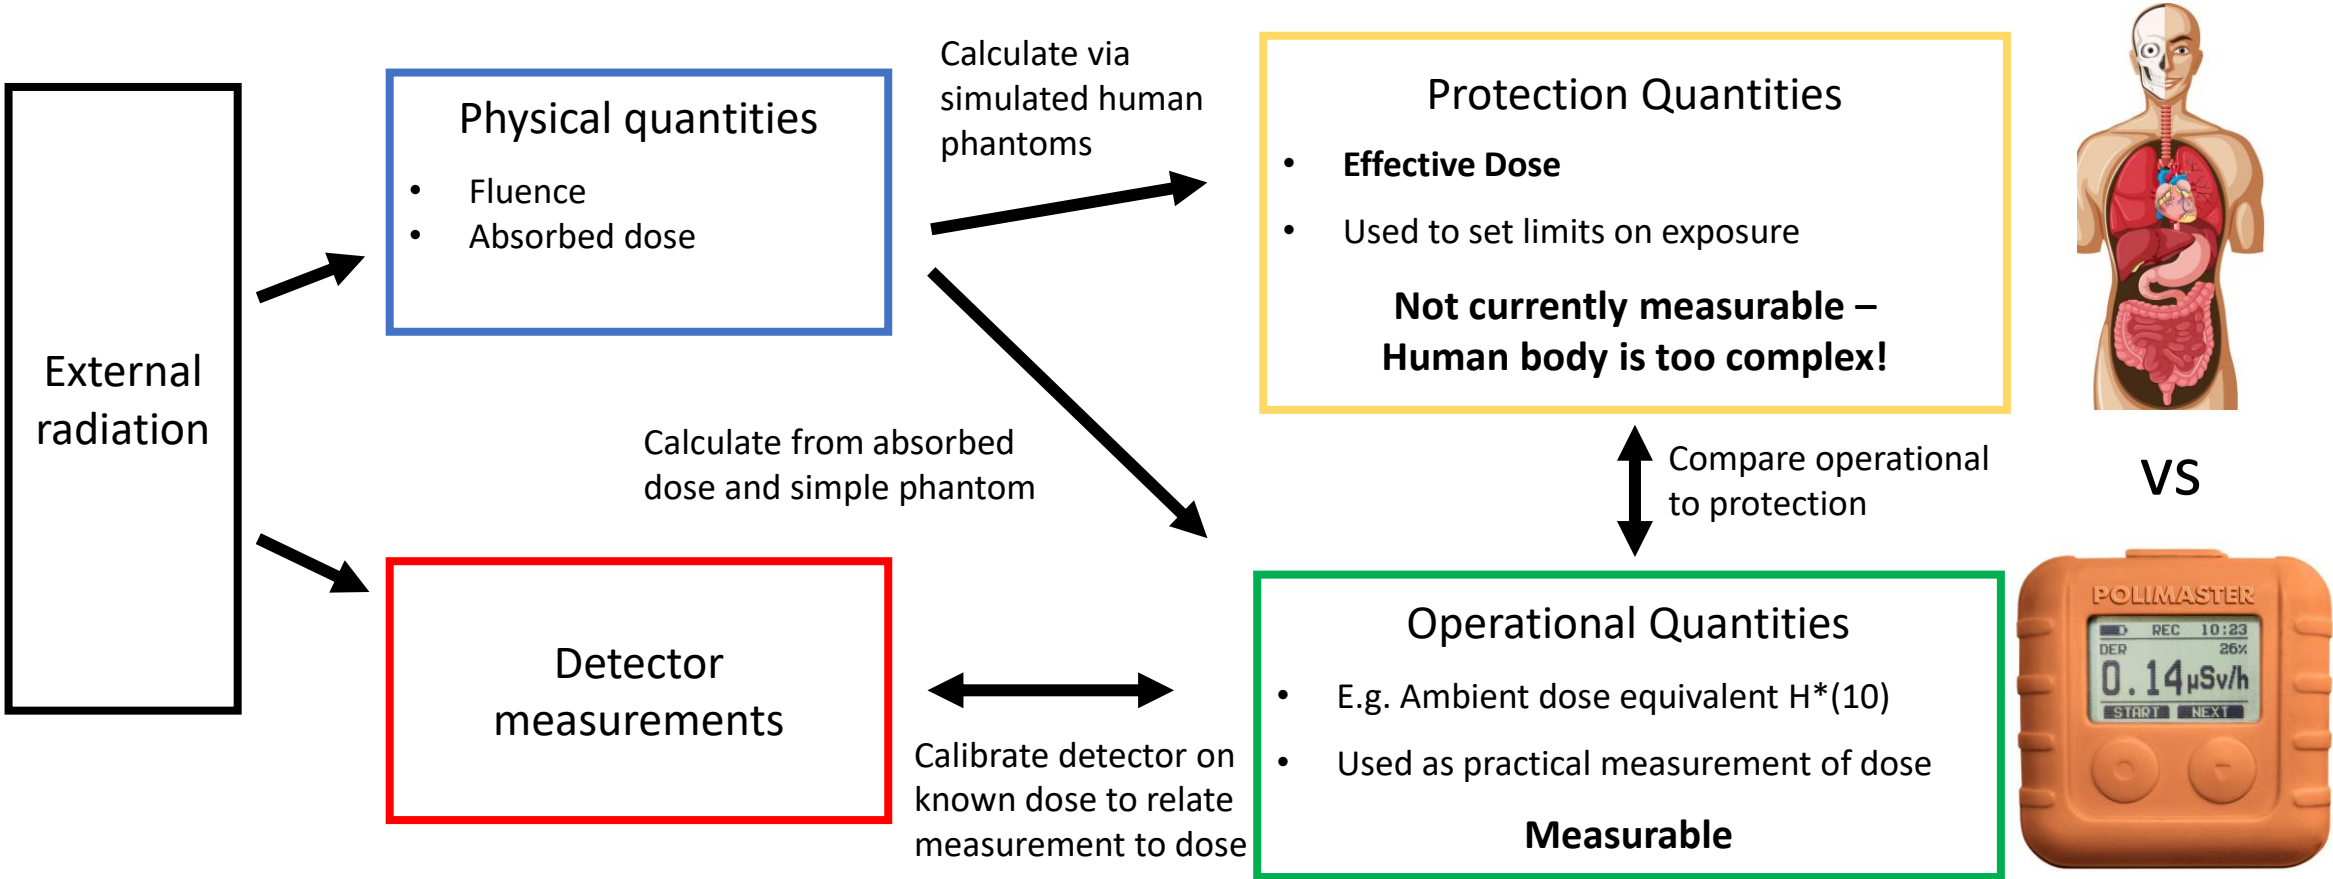 External
radiation
Physical quantities
• Fluence
• Absorbed dose
Calculate via
simulated human
phantoms
Protection Quantities
• Effective Dose
• Used to set limits on exposure
Not currently measurable –
Human body is too complex!
Calculate from absorbed
dose and simple phantom
Compare operational
to protection
vs
Detector
measurements
Calibrate detector on
known dose to relate
measurement to dose
Operational Quantities
• E.g. Ambient dose equivalent H*(10)
• Used as practical measurement of dose
Measurable
POLIMASTER
REC 10:23
DER 26%
0.14 µSv/h
START NEXT